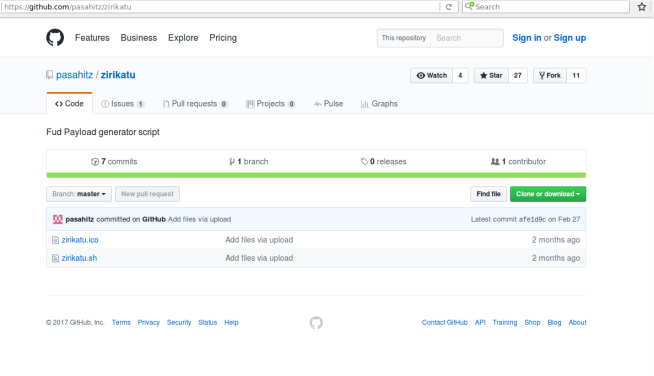 https://github.com/pasahitz/zirikatu
Search
Features Business Explore Pricing
This repository Search
Sign in or Sign up
pasahitz / zirikatu
Watch 4 Star 27 Fork 11
Code Issues 1 Pull requests 0 Projects 0 Pulse Graphs
Fud Payload generator script
7 commits 1 branch 0 releases 1 contributor
Branch: master New pull request Find file Clone or download
pasahitz committed on GitHub Add files via upload Latest commit afe1d9c on Feb 27
zirikatu.ico Add files via upload 2 months ago
zirikatu.sh Add files via upload 2 months ago
© 2017 GitHub, Inc. Terms Privacy Security Status Help Contact GitHub API Training Shop Blog About